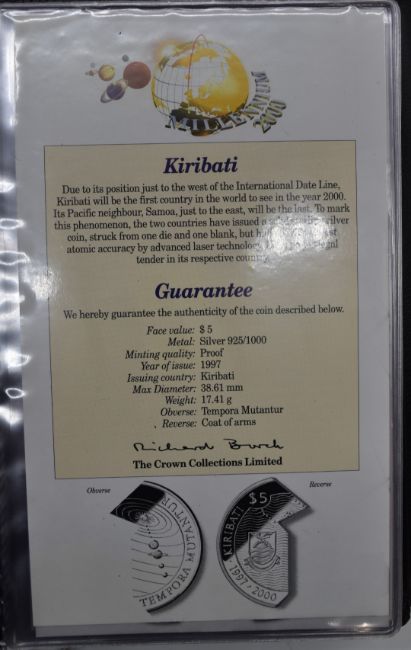 MILLENNIUM
2000
Kiribati
Due to its position just to the west of the International Date Line,
Kiribati will be the first country in the world to see in the year 2000.
Its Pacific neighbour, Samoa, just to the east, will be the last. To mark
this phenomenon, the two countries have issued a silver
coin, struck from one die and one blank, but
atomic accuracy by advanced laser technology. legal
tender in its respective country.
Guarantee
We hereby guarantee the authenticity of the coin described below.
Face value: $ 5
Metal: Silver 925/1000
Minting quality: Proof
Year of issue: 1997
Issuing country: Kiribati
Max Diameter: 38.61 mm
Weight: 17.41 g
Obverse: Tempora Mutantur
Reverse: Coat of arms
Richard Burch
The Crown Collections Limited
Obverse
Reverse
TEMPORA MUTANTUR
$5
KIRIBATI
1997-2000